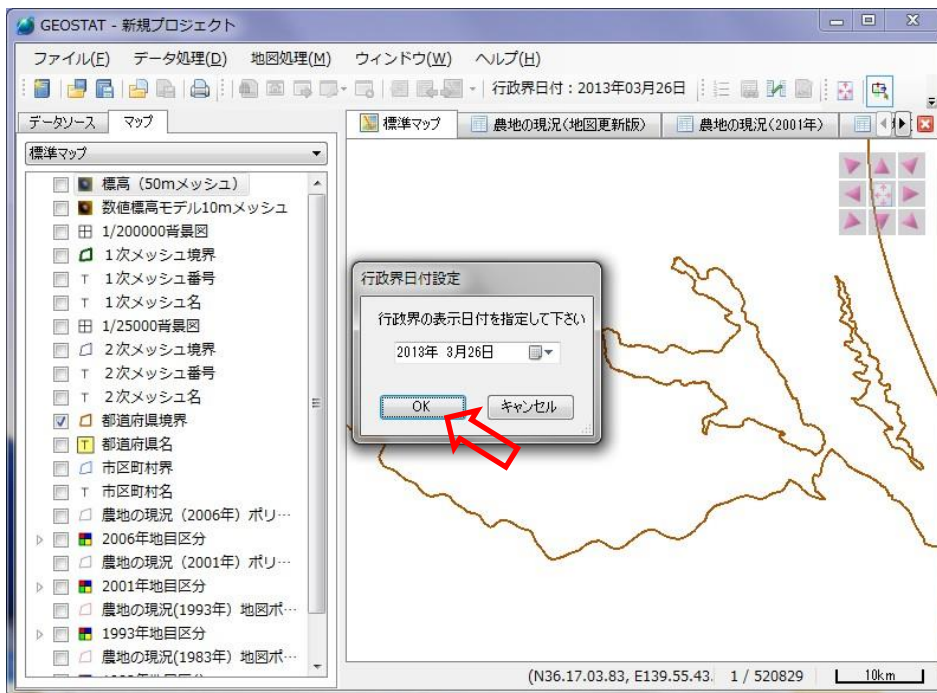 GEOSTAT - 新規プロジェクト
ファイル(F) データ処理(D) 地図処理(M) ウィンドウ(W) ヘルプ(H)
行政界日付：2013年03月26日
データソース マップ
標準マップ 農地の現況(地図更新版) 農地の現況(2001年)
標準マップ
標高（50mメッシュ）
数値標高モデル10mメッシュ
1/200000背景図
1次メッシュ境界
T 1次メッシュ番号
T 1次メッシュ名
1/25000背景図
2次メッシュ境界
T 2次メッシュ番号
T 2次メッシュ名
都道府県境界
T 都道府県名
市区町村界
T 市区町村名
農地の現況（2006年）ポリ…
2006年地目区分
農地の現況（2001年）ポリ…
2001年地目区分
農地の現況(1993年）地図ポ…
1993年地目区分
農地の現況(1983年）地図ポ…
行政界日付設定
行政界の表示日付を指定して下さい
2013年 3月26日
OK キャンセル
(N36.17.03.83, E139.55.43. 1 / 520829 10km